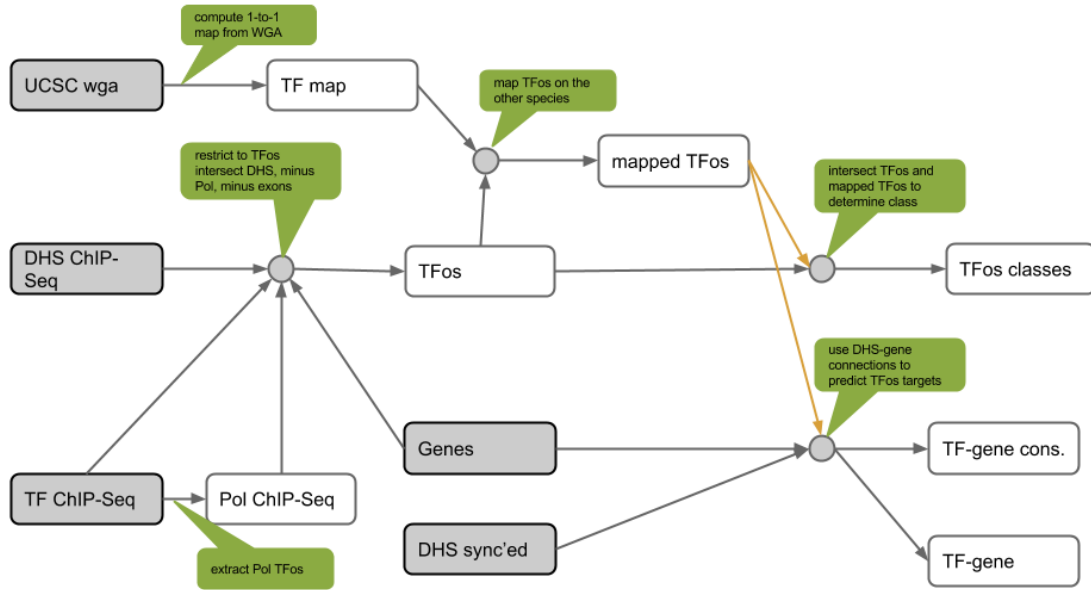 compute 1-to-1
map from WGA
UCSC wga
TF map
map TFos on the
other species
restrict to TFos
intersect DHS, minus
Pol, minus exons
mapped TFos
intersect TFos and
mapped TFos to
determine class
DHS ChIP-
Seq
TFos
TFos classes
use DHS-gene
connections to
predict TFos targets
Genes
TF-gene cons.
TF ChIP-Seq
Pol ChIP-Seq
DHS sync'ed
extract Pol TFos
TF-gene